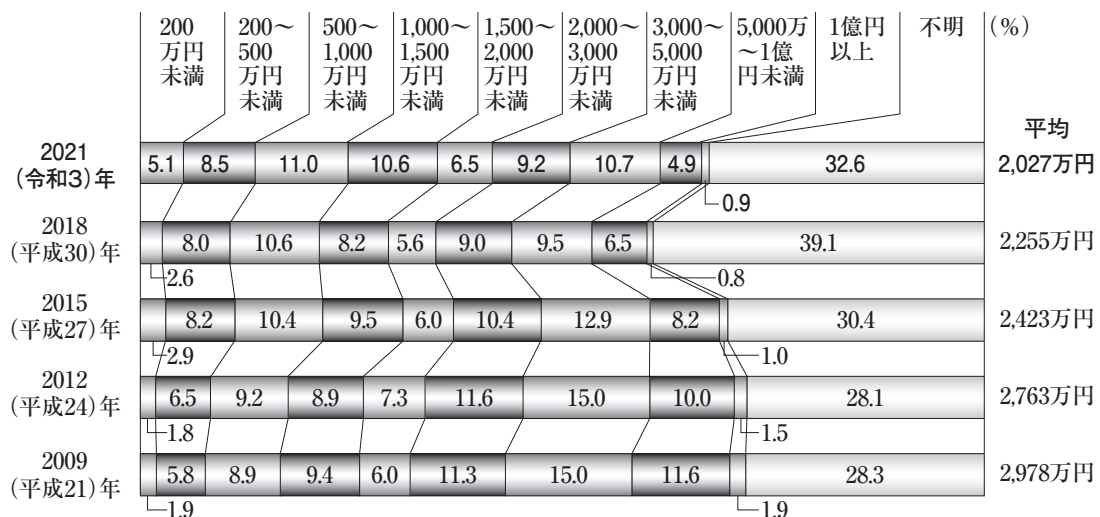 200
万円
未満
200～
500
万円
未満
500～
1,000
万円
未満
1,000～
1,500
万円
未満
1,500～
2,000
万円
未満
2,000～
3,000
万円
未満
3,000～
5,000
万円
未満
5,000万
～1億
円未満
1億円
以上
不明
(%)
平均
2021
(令和3)年
5.1 8.5 11.0 10.6 6.5 9.2 10.7 4.9 32.6
0.9
2,027万円
2018
(平成30)年
8.0 10.6 8.2 5.6 9.0 9.5 6.5 39.1
2.6 0.8
2,255万円
2015
(平成27)年
8.2 10.4 9.5 6.0 10.4 12.9 8.2 30.4
2.9 1.0
2,423万円
2012
(平成24)年
6.5 9.2 8.9 7.3 11.6 15.0 10.0 28.1
1.8 1.5
2,763万円
2009
(平成21)年
5.8 8.9 9.4 6.0 11.3 15.0 11.6 28.3
1.9 1.9
2,978万円